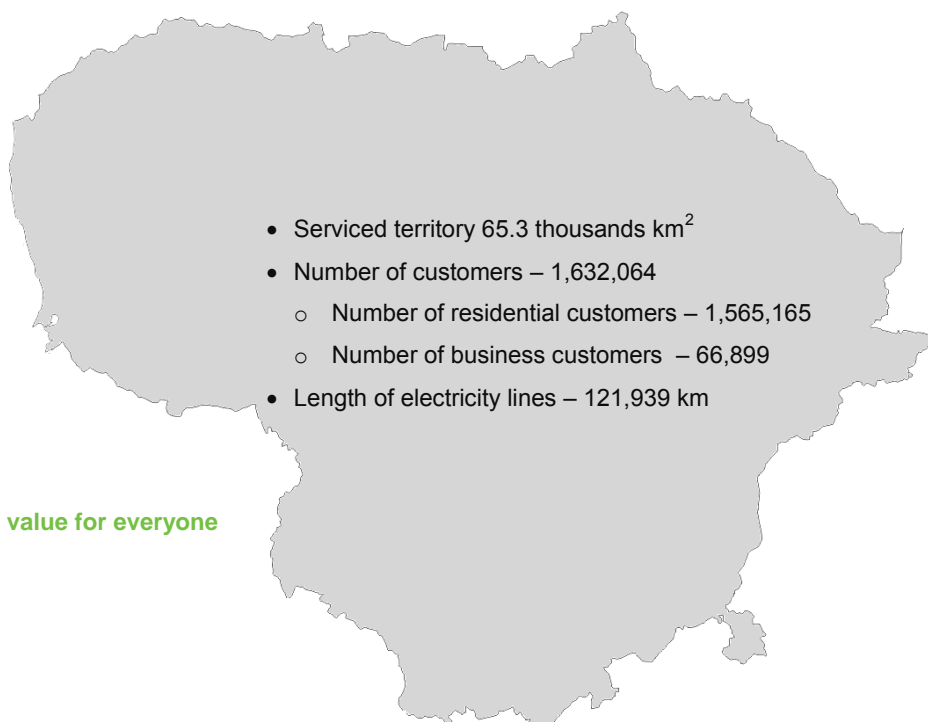 • Serviced territory 65.3 thousands km²
• Number of customers – 1,632,064
o Number of residential customers – 1,565,165
o Number of business customers – 66,899
• Length of electricity lines – 121,939 km
value for everyone